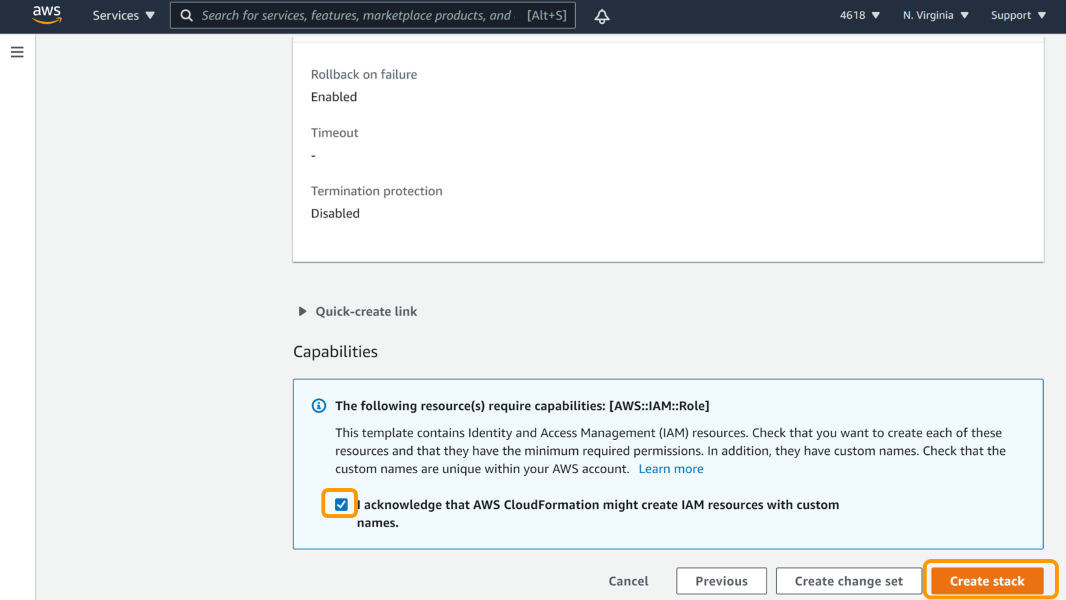 aws
Services ▼
Search for services, features, marketplace products, and
[Alt+S]
4618 ▼
N. Virginia ▼
Support ▼
Rollback on failure
Enabled
Timeout
-
Termination protection
Disabled
Quick-create link
Capabilities
The following resource(s) require capabilities: [AWS::IAM::Role]
This template contains Identity and Access Management (IAM) resources. Check that you want to create each of these
resources and that they have the minimum required permissions. In addition, they have custom names. Check that the
custom names are unique within your AWS account. Learn more
I acknowledge that AWS CloudFormation might create IAM resources with custom
names.
Cancel
Previous
Create change set
Create stack